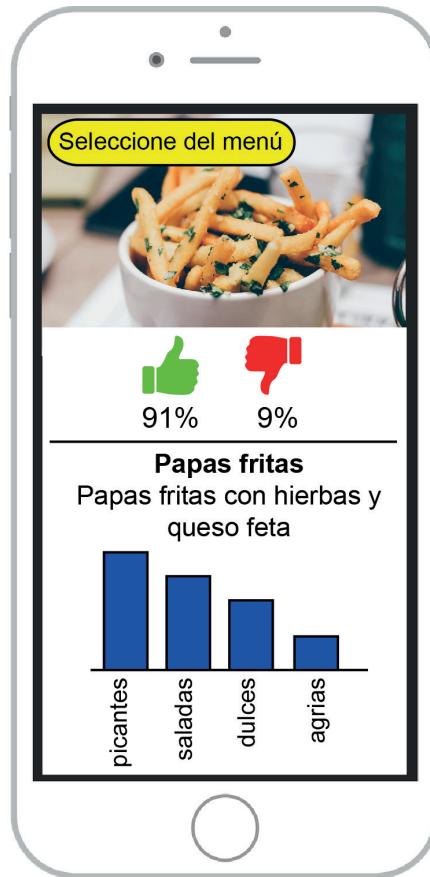 Seleccione del menú
91% 9%
Papas fritas
Papas fritas con hierbas y
queso feta
picantes
saladas
dulces
agrias